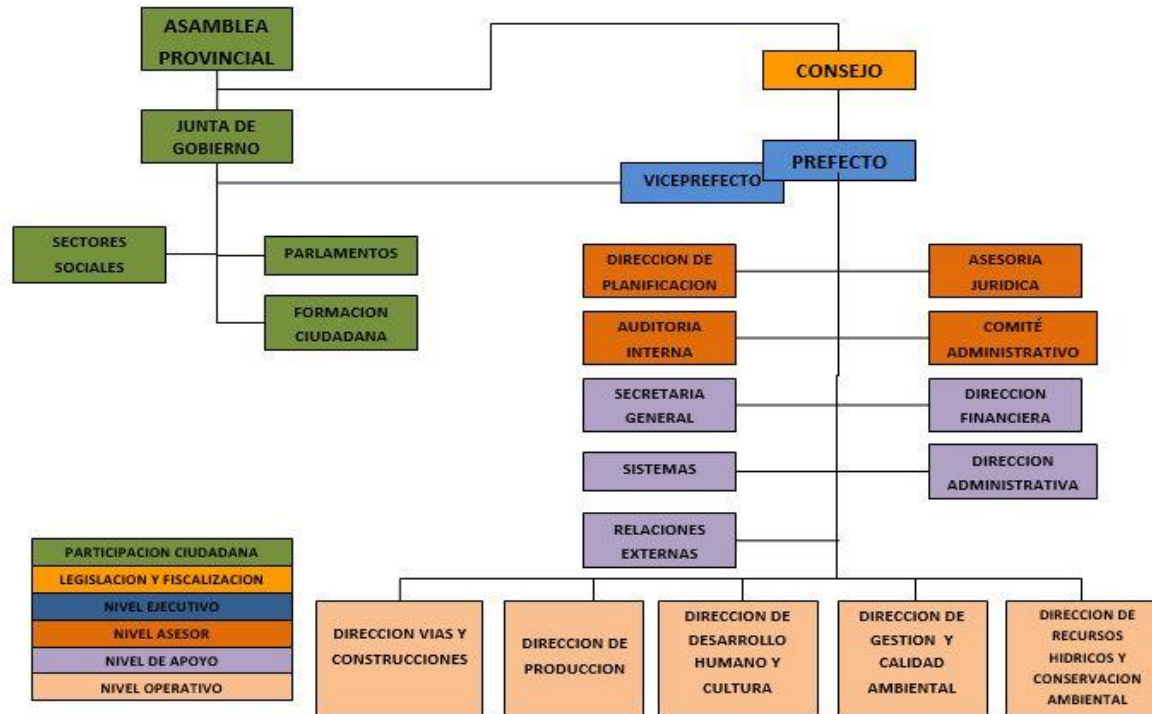 ASAMBLEA
PROVINCIAL
CONSEJO
JUNTA DE
GOBIERNO
PREFECTO
VICEPREFECTO
SECTORES
SOCIALES
PARLAMENTOS
FORMACION
CIUDADANA
DIRECCION DE
PLANIFICACION
ASESORIA
JURIDICA
AUDITORIA
INTERNA
COMITÉ
ADMINISTRATIVO
SECRETARIA
GENERAL
DIRECCION
FINANCIERA
SISTEMAS
DIRECCION
ADMINISTRATIVA
RELACIONES
EXTERNAS
PARTICIPACION CIUDADANA
LEGISLACION Y FISCALIZACION
NIVEL EJECUTIVO
NIVEL ASESOR
NIVEL DE APOYO
NIVEL OPERATIVO
DIRECCION VIAS Y
CONSTRUCCIONES
DIRECCION DE
PRODUCCION
DIRECCION DE
DESARROLLO
HUMANO Y
CULTURA
DIRECCION DE
GESTION Y
CALIDAD
AMBIENTAL
DIRECCION DE
RECURSOS
HIDRICOS Y
CONSERVACION
AMBIENTAL